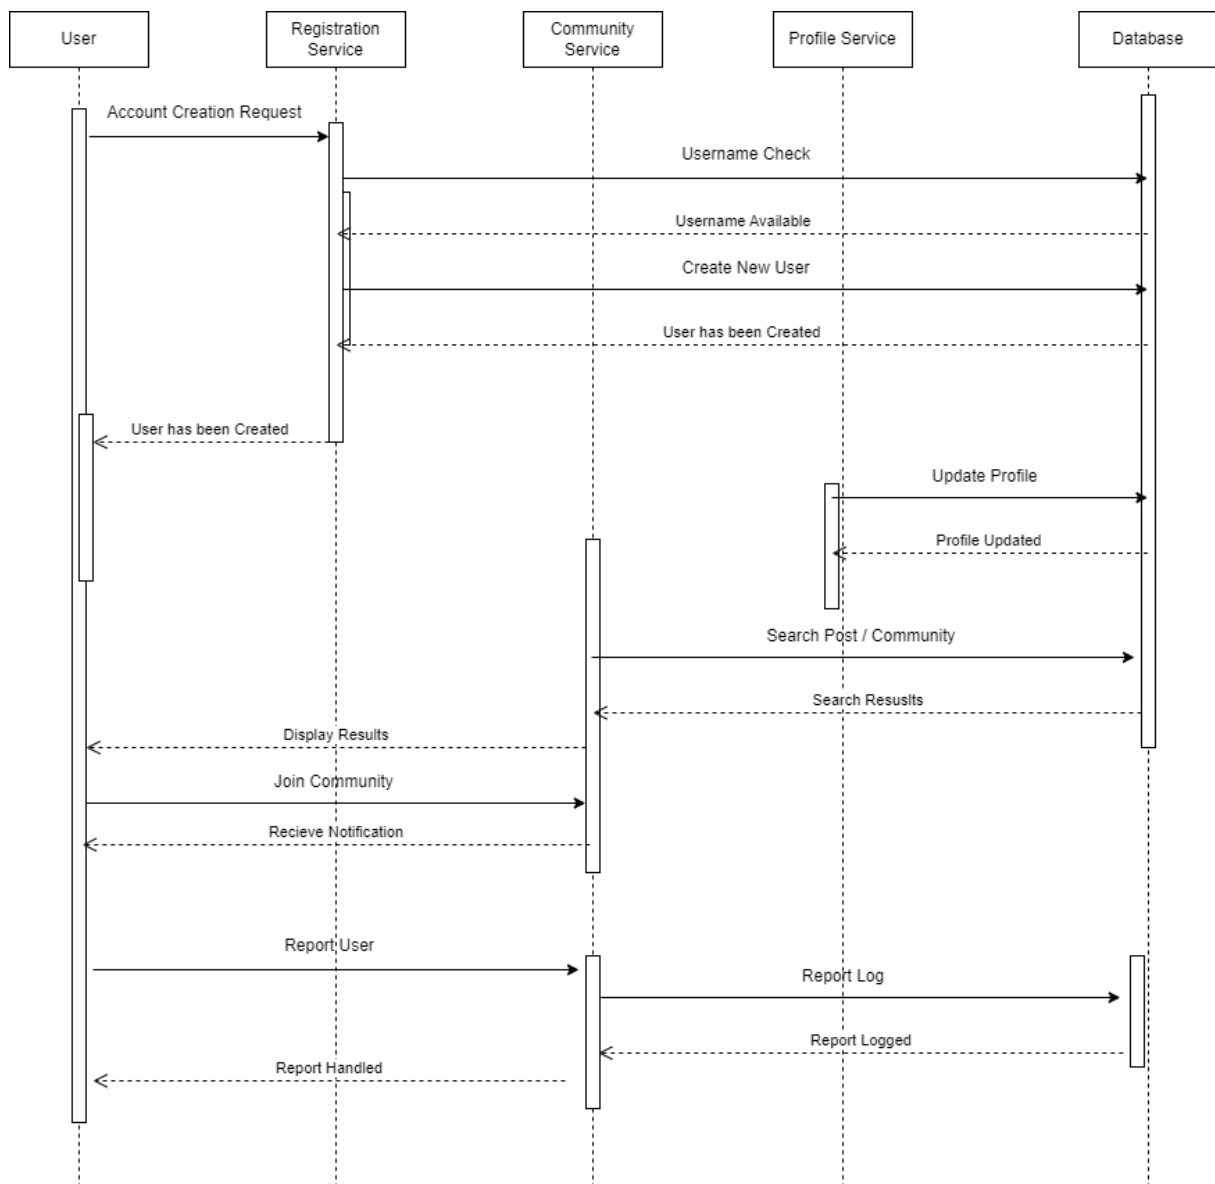 User
Registration
Service
Community
Service
Profile Service
Database
Account Creation Request
Username Check
Username Available
Create New User
User has been Created
User has been Created
Update Profile
Profile Updated
Search Post / Community
Search Resuslts
Display Results
Join Community
Recieve Notification
Report User
Report Log
Report Logged
Report Handled